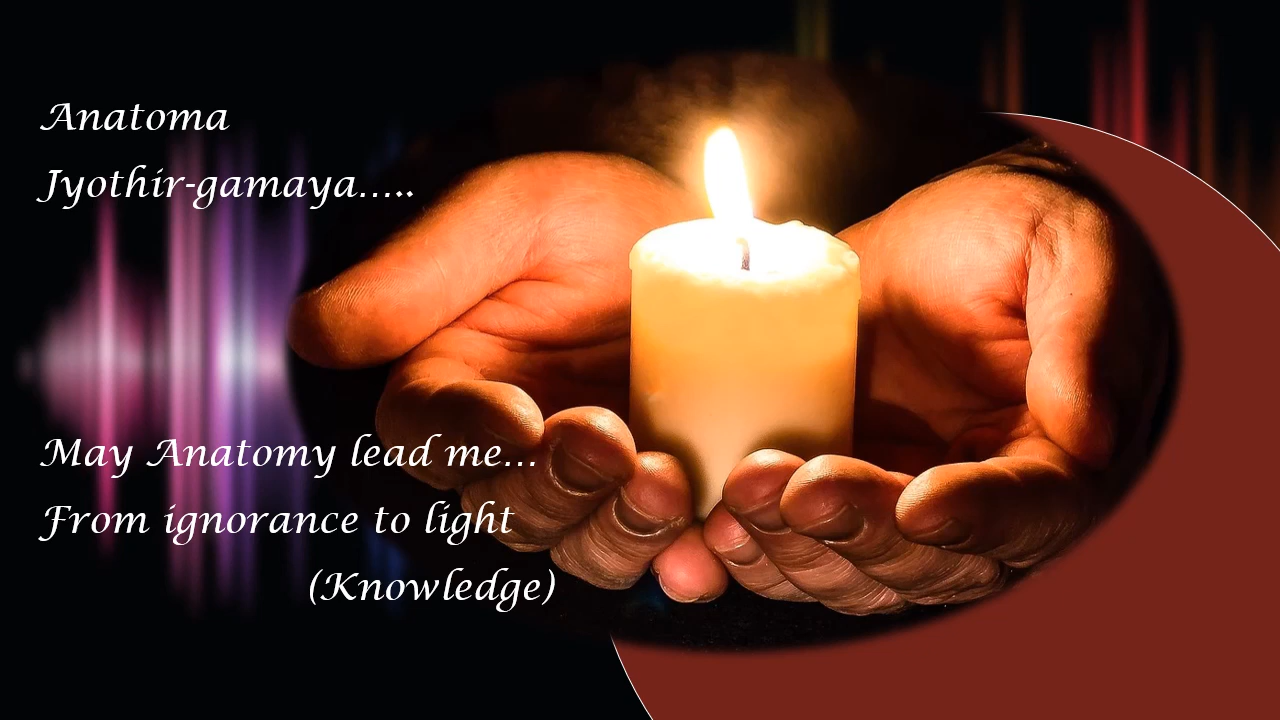 Anatoma
Jyothir-gamaya.....
May Anatomy lead me...
From ignorance to light
(Knowledge)